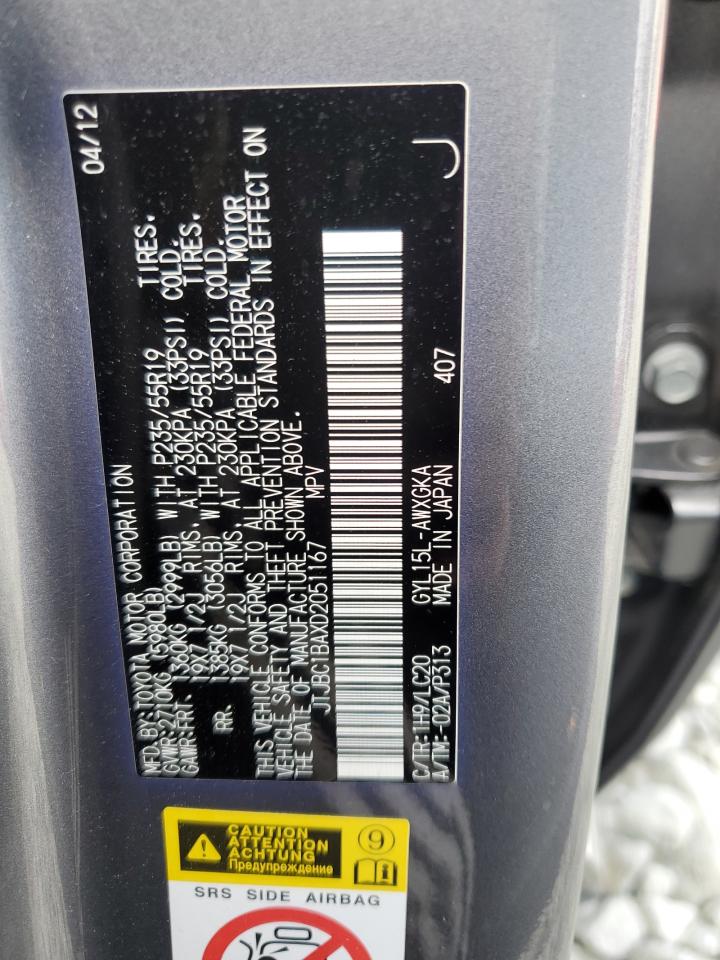 MFD.BY:TOYOTA MOTOR CORPORATION 04/12
GVWR:2710KG (5980LB)
GAWR:FRT. 1360KG (2999LB) WITH P235/55R19 TIRES.
19X7 1/2J RIMS, AT 230KPA (33PSI) COLD.
RR. 1385KG (3056LB) WITH P235/55R19 TIRES.
19X7 1/2J RIMS, AT 230KPA (33PSI) COLD.
THIS VEHICLE CONFORMS TO ALL APPLICABLE FEDERAL MOTOR
VEHICLE SAFETY AND THEFT PREVENTION STANDARDS IN EFFECT ON
THE DATE OF MANUFACTURE SHOWN ABOVE.
JTJBC1BAXD2051167 MPV
C/TR:1H9/LC20 GYL15L-AWXGKA
A/TM:-02A/P313 MADE IN JAPAN 407 J
CAUTION
ATTENTION
ACHTUNG
Предупреждение
9
SRS SIDE AIRBAG